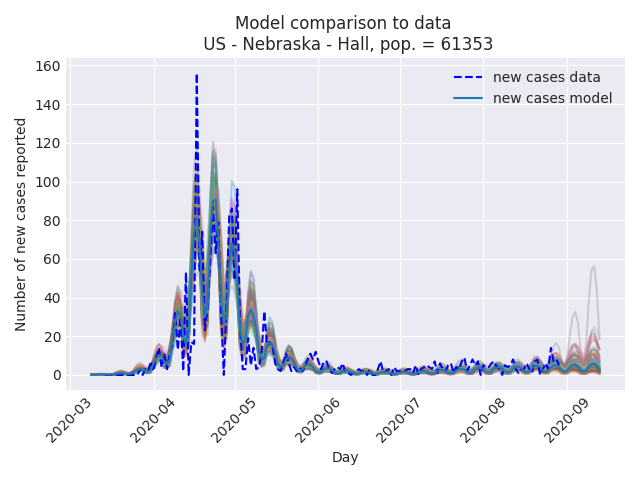 Model comparison to data
US - Nebraska - Hall, pop. = 61353
new cases data
new cases model
Number of new cases reported
160
140
120
100
80
60
40
20
0
2020-03
2020-04
2020-05
2020-06
2020-07
2020-08
2020-09
Day